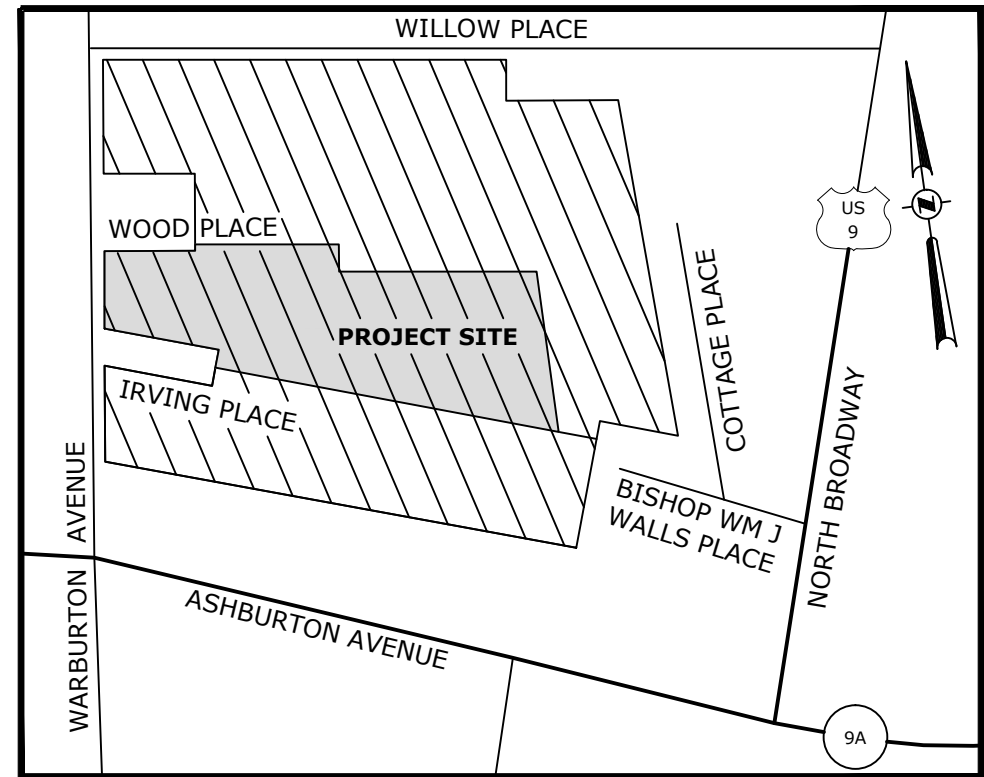 WILLOW PLACE
US
9
N
WOOD PLACE
COTTAGE PLACE
PROJECT SITE
IRVING PLACE
WARBURTON AVENUE
BISHOP WM J
WALLS PLACE
NORTH BROADWAY
ASHBURTON AVENUE
9A